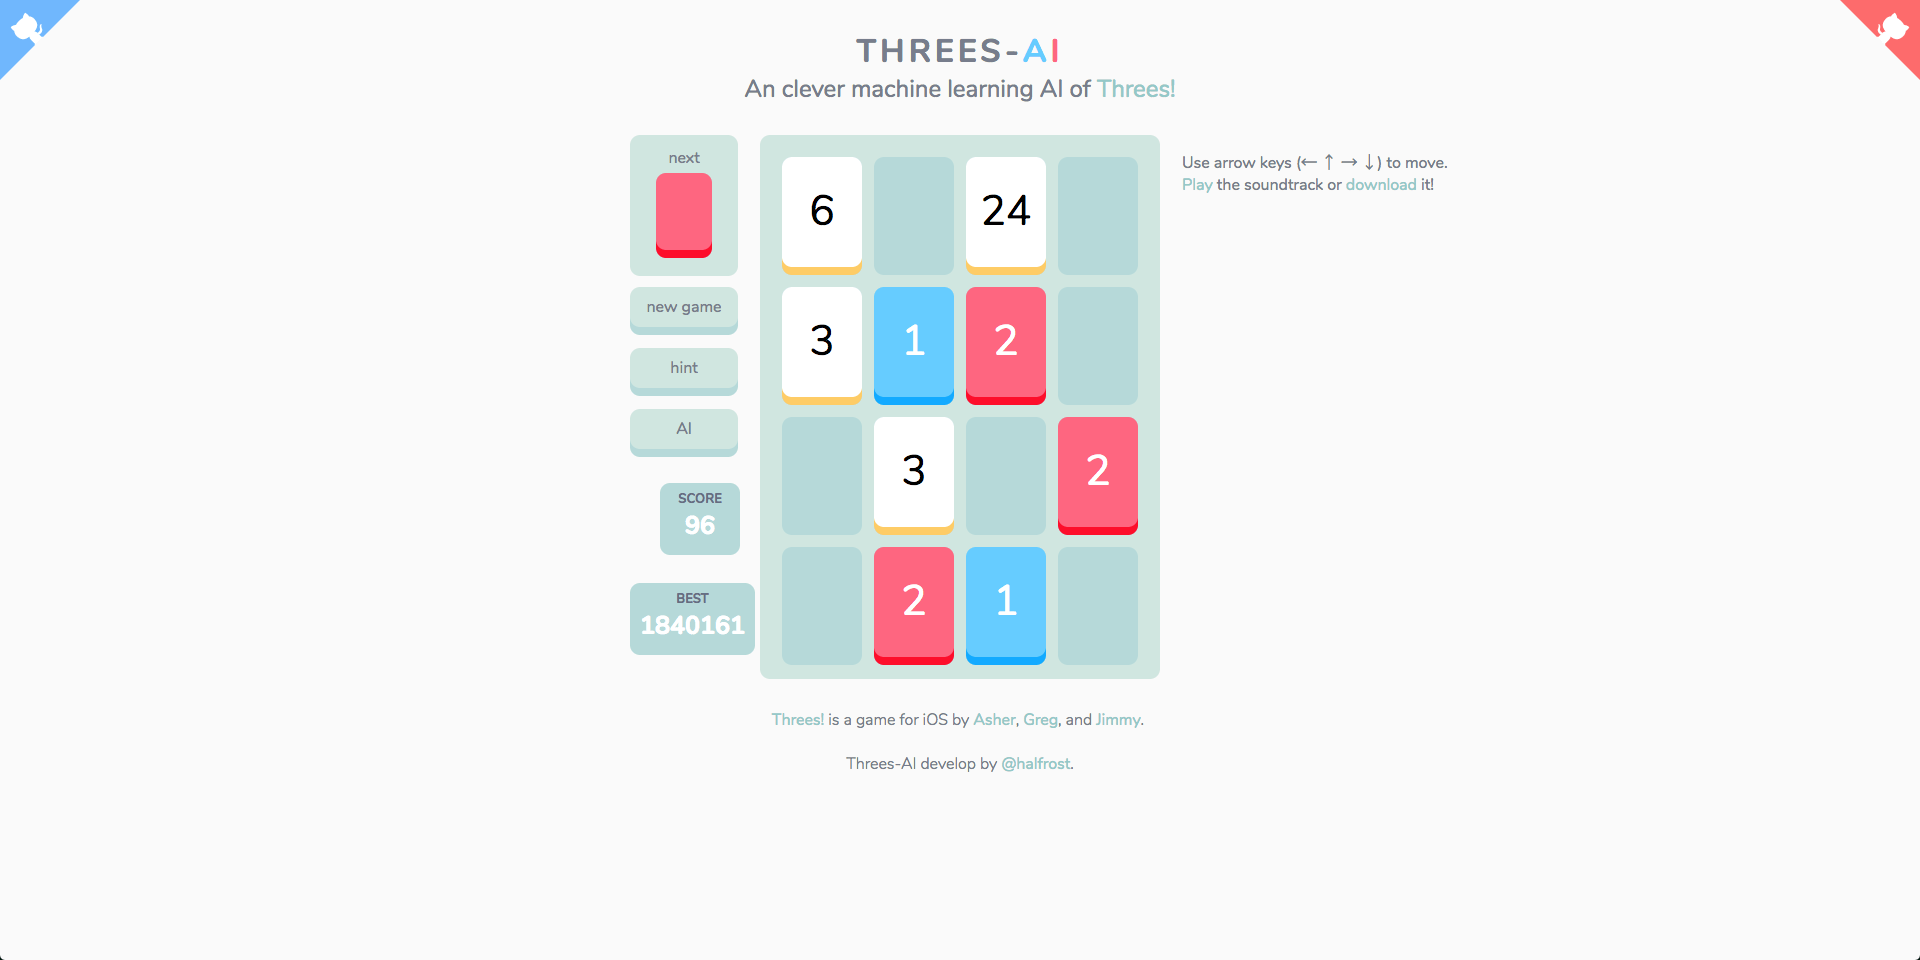 THREES-AI
An clever machine learning AI of Threes!
next
new game
hint
AI
SCORE
96
BEST
1840161
6 24
3 1 2
3 2
2 1
Use arrow keys (← ↑ → ↓) to move.
Play the soundtrack or download it!
Threes! is a game for iOS by Asher, Greg, and Jimmy.
Threes-AI develop by @halfrost.